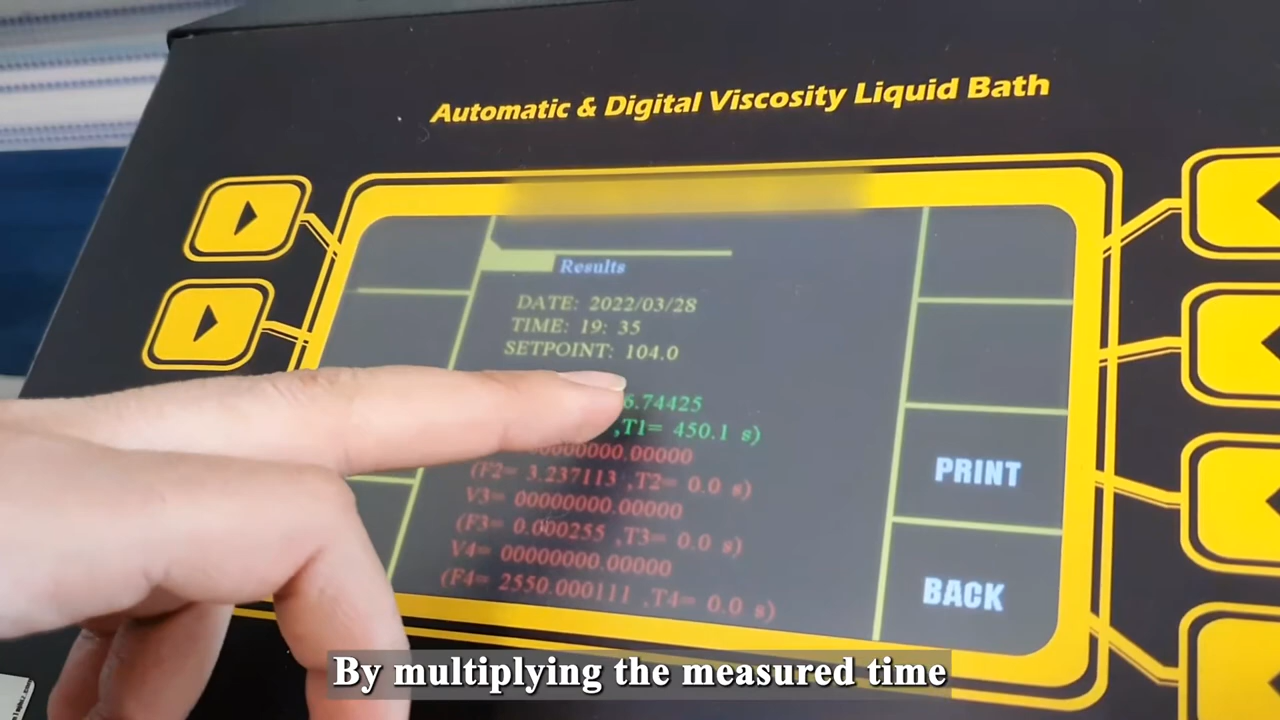 Automatic & Digital Viscosity Liquid Bath
Results
DATE: 2022/03/28
TIME: 19: 35
SETPOINT: 104.0
6.74425
,T1= 450.1 s)
00000000.00000
(F2= 3.237113 ,T2= 0.0 s)
V3= 00000000.00000
(F3= 0.000255 ,T3= 0.0 s)
V4= 00000000.00000
(F4= 2550.000111 ,T4= 0.0 s)
PRINT
BACK
By multiplying the measured time